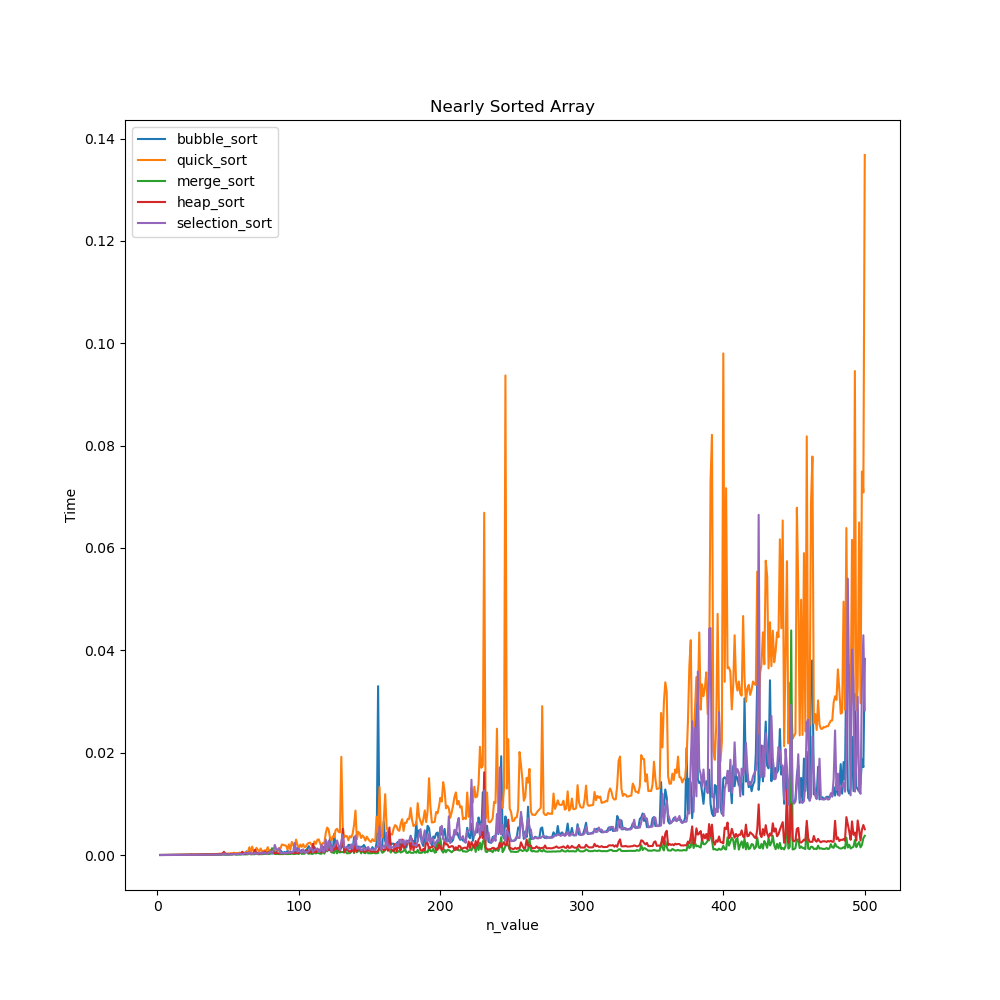 Nearly Sorted Array
bubble_sort
quick_sort
merge_sort
heap_sort
selection_sort
0.14
0.12
0.10
0.08
0.06
0.04
0.02
0.00
Time
0 100 200 300 400 500
n_value